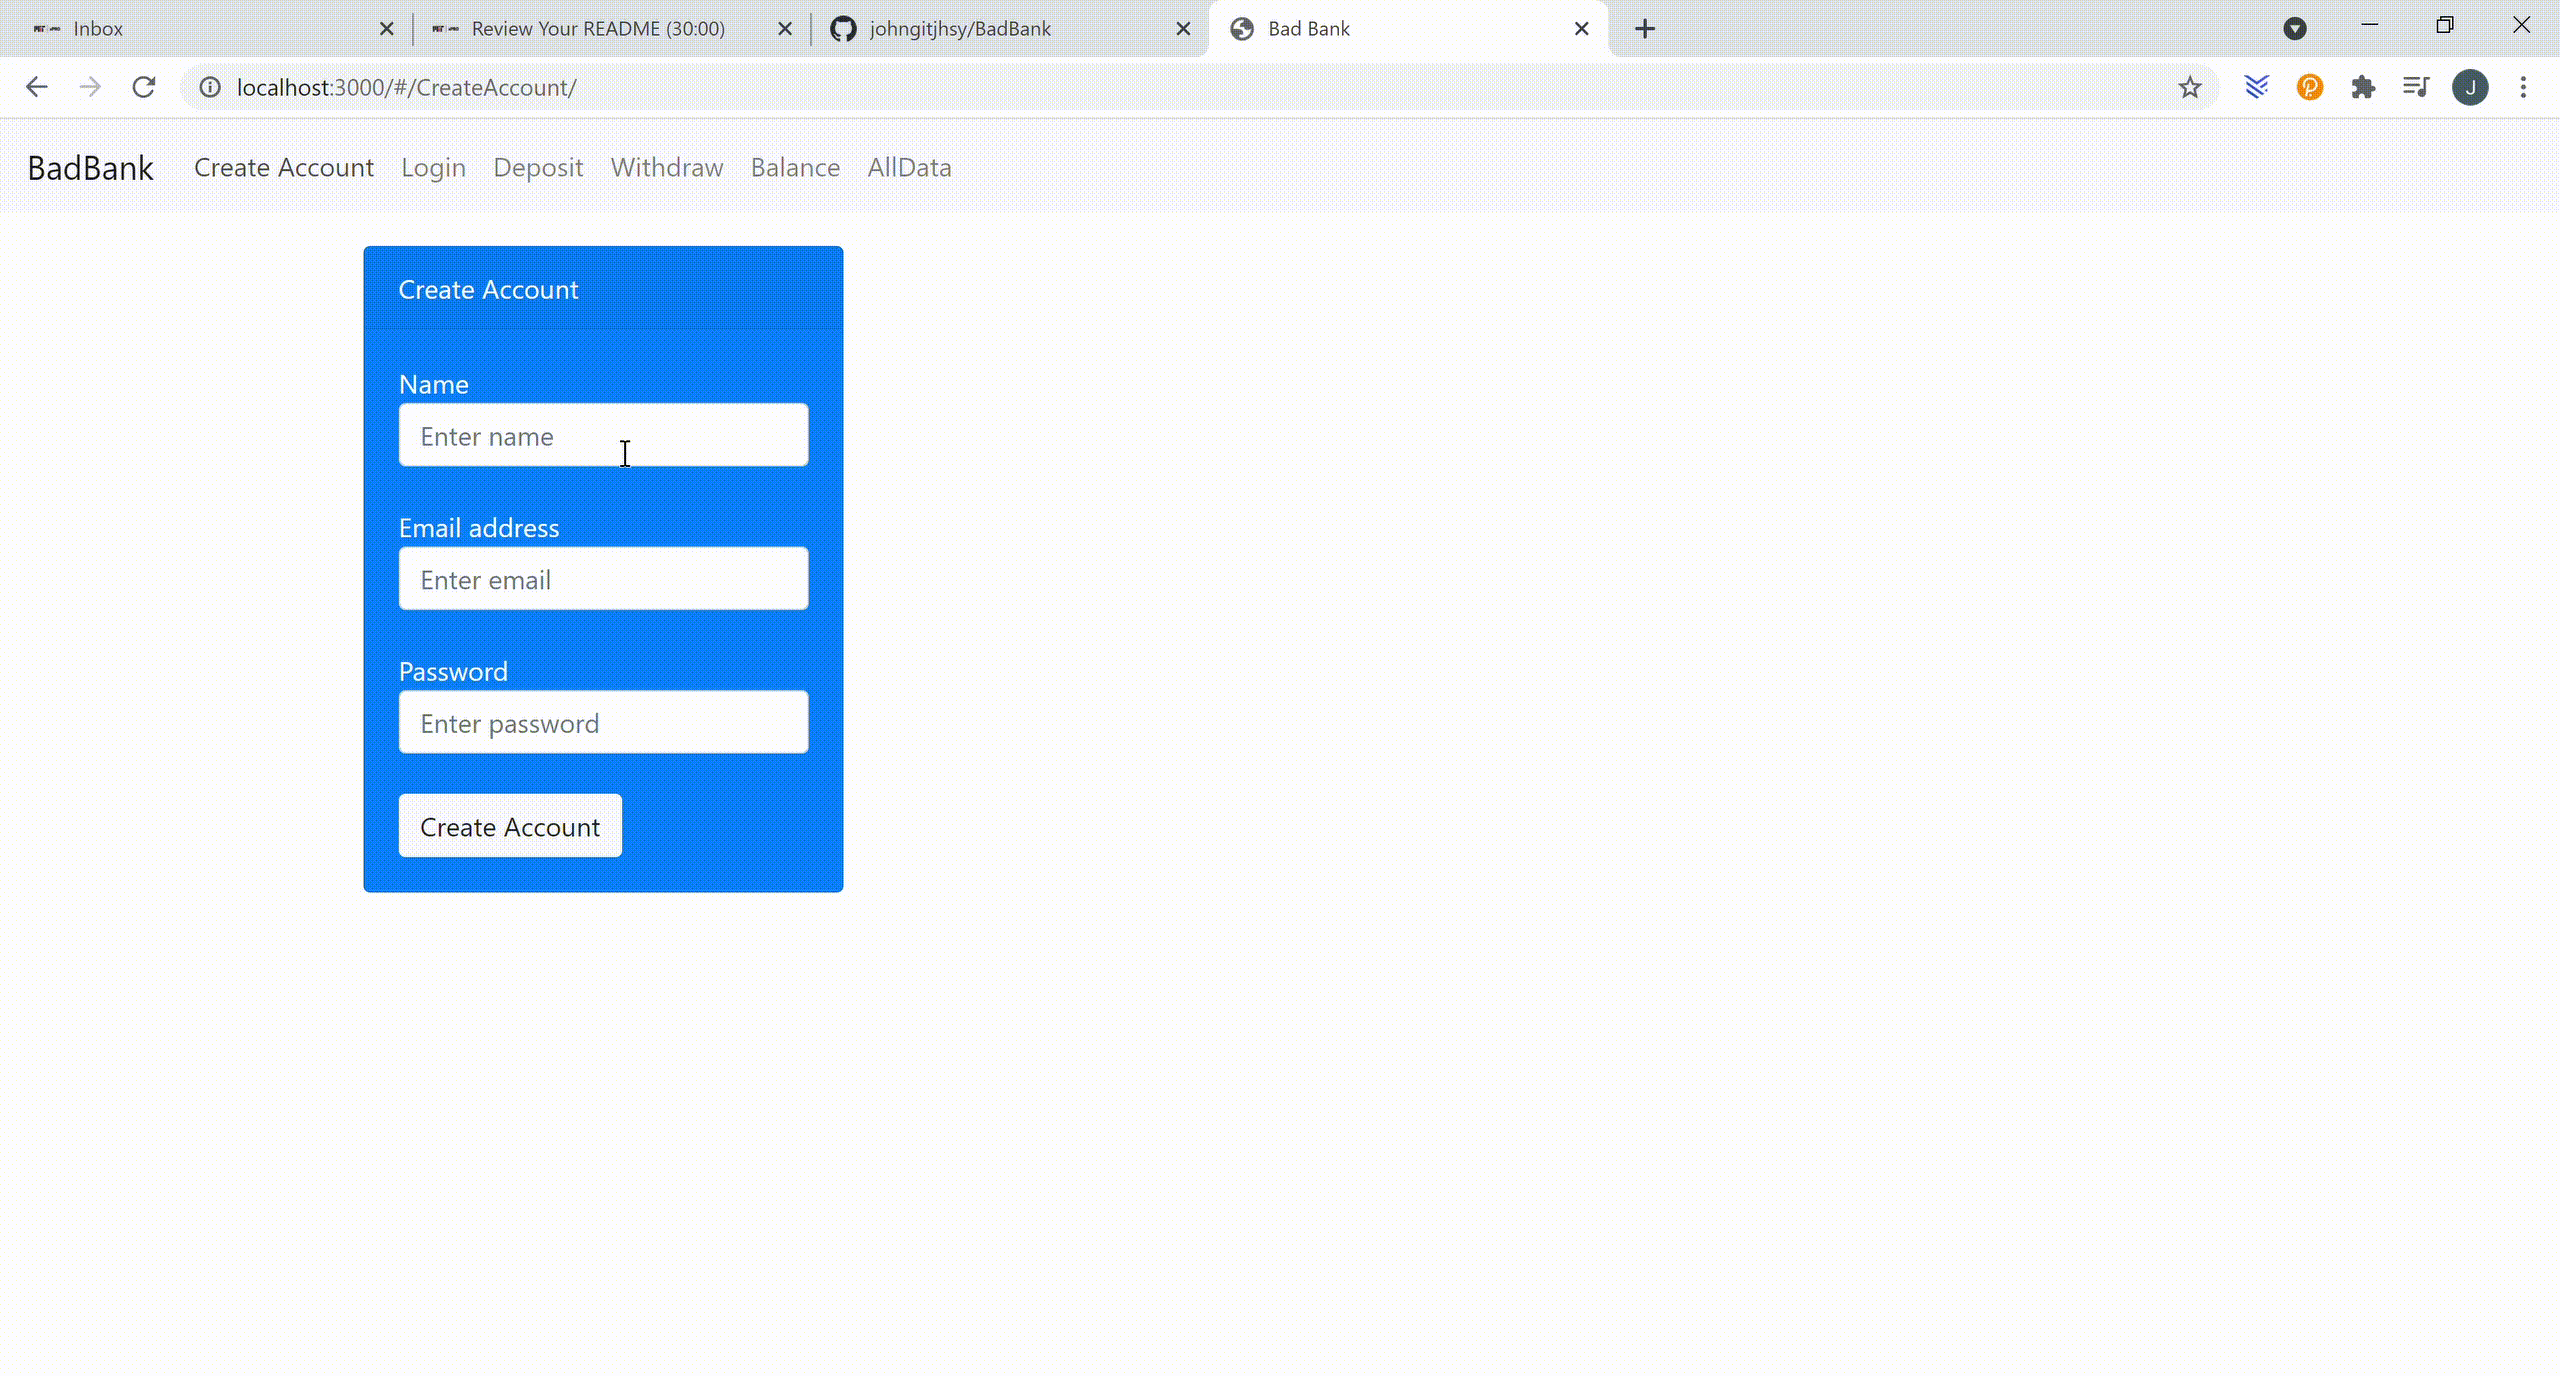 Inbox
Review Your README (30:00)
johngitjhsy/BadBank
Bad Bank
localhost:3000/#/CreateAccount/
J
BadBank Create Account Login Deposit Withdraw Balance AllData
Create Account
Name
Enter name
Email address
Enter email
Password
Enter password
Create Account